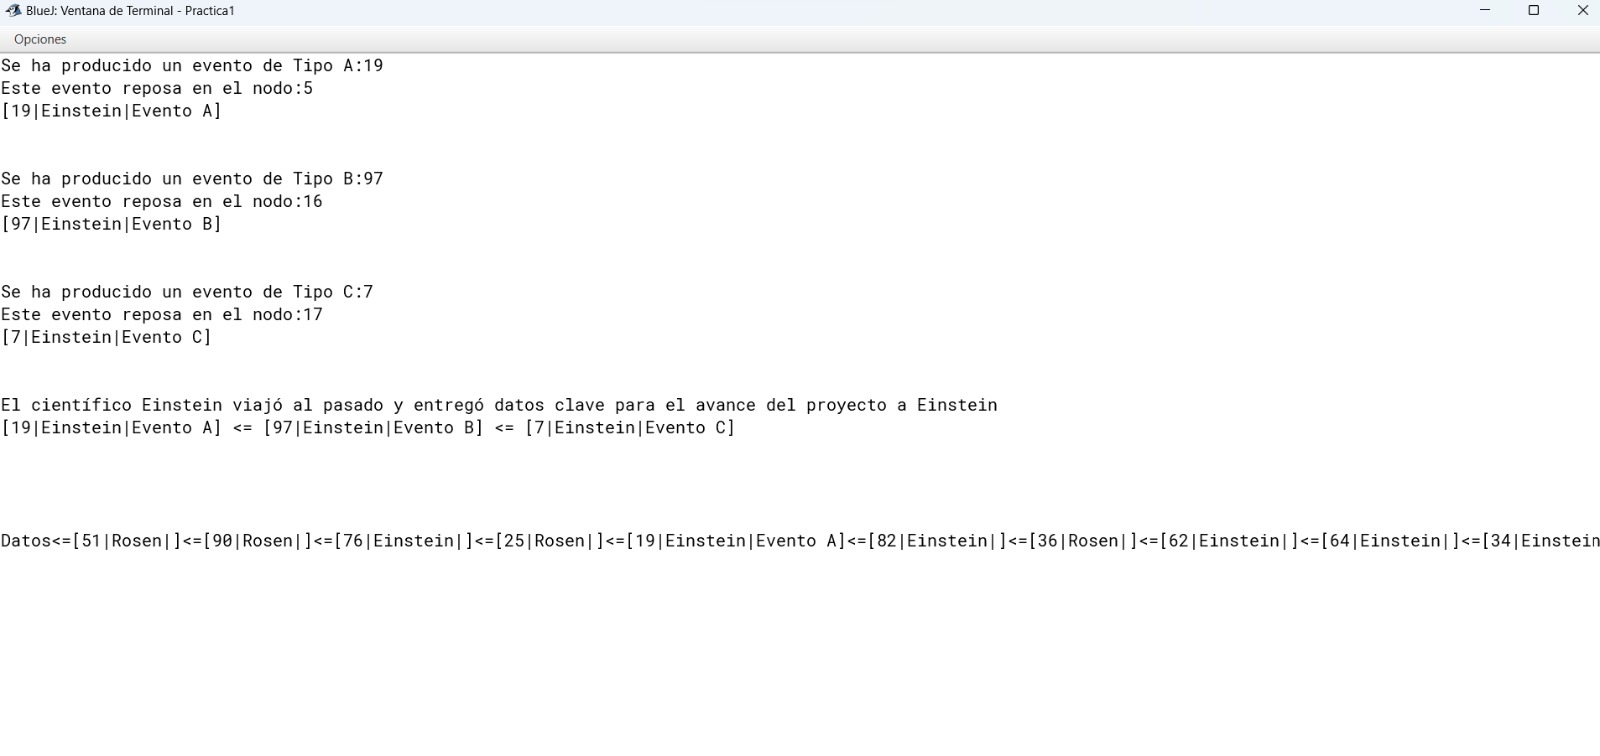 BlueJ: Ventana de Terminal - Practica1
Opciones
Se ha producido un evento de Tipo A:19
Este evento reposa en el nodo:5
[19|Einstein|Evento A]
Se ha producido un evento de Tipo B:97
Este evento reposa en el nodo:16
[97|Einstein|Evento B]
Se ha producido un evento de Tipo C:7
Este evento reposa en el nodo:17
[7|Einstein|Evento C]
El científico Einstein viajó al pasado y entregó datos clave para el avance del proyecto a Einstein
[19|Einstein|Evento A] <= [97|Einstein|Evento B] <= [7|Einstein|Evento C]
Datos<=[51|Rosen|]<=[90|Rosen|]<=[76|Einstein|]<=[25|Rosen|]<=[19|Einstein|Evento A]<=[82|Einstein|]<=[36|Rosen|]<=[62|Einstein|]<=[64|Einstein|]<=[34|Einstein